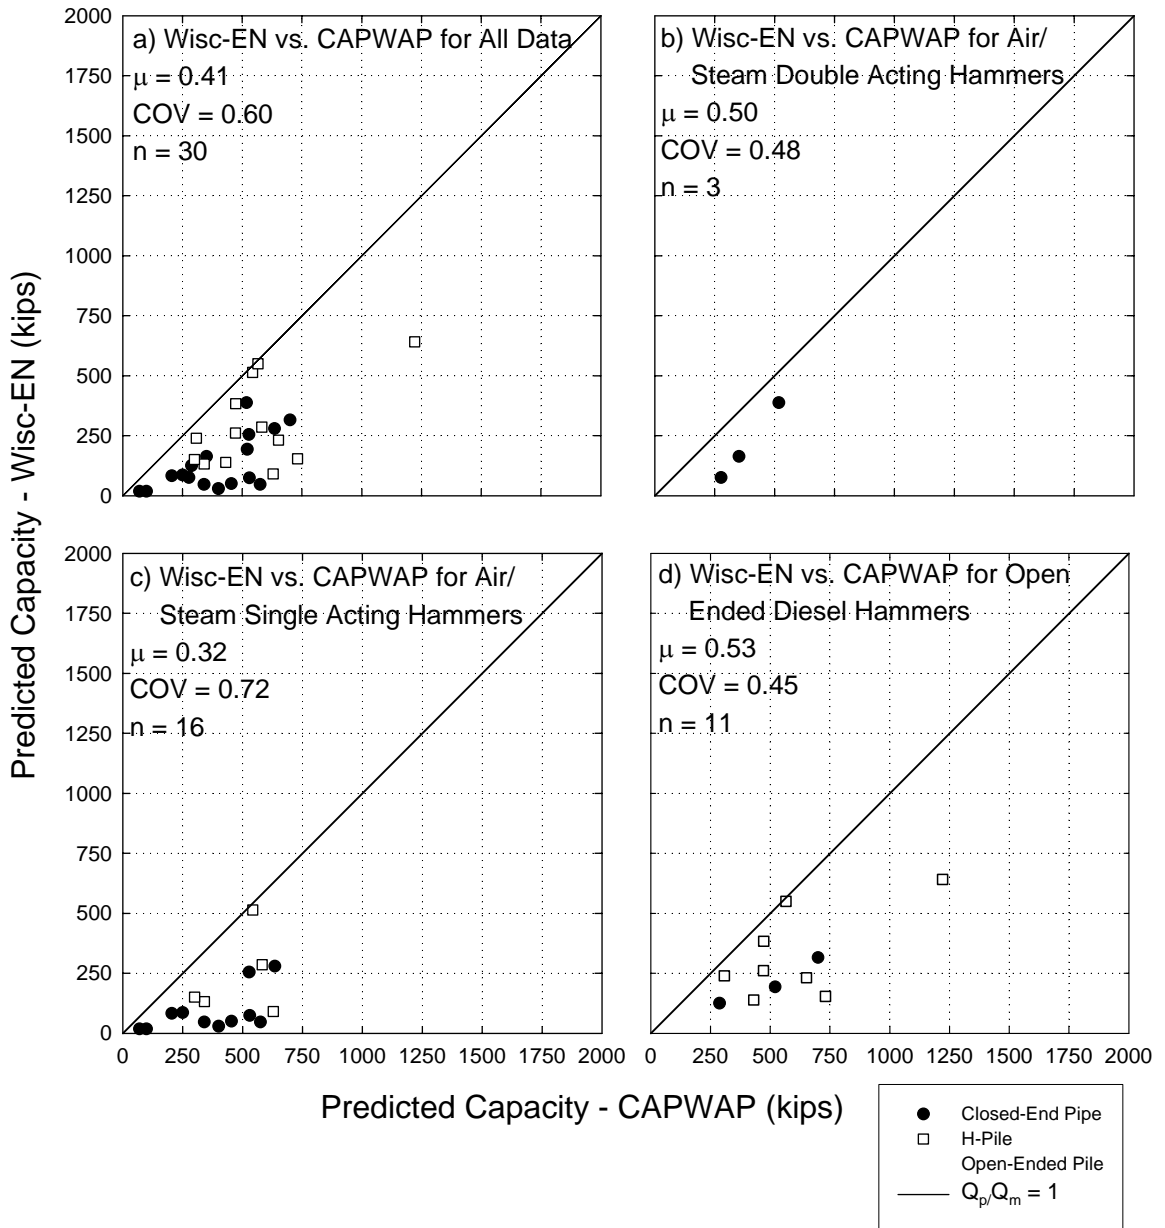 2000
1750
1500
1250
1000
750
500
250
0
a) Wisc-EN vs. CAPWAP for All Data
μ = 0.41
COV = 0.60
n = 30
b) Wisc-EN vs. CAPWAP for Air/
Steam Double Acting Hammers
μ = 0.50
COV = 0.48
n = 3
Predicted Capacity - Wisc-EN (kips)
2000
1750
1500
1250
1000
750
500
250
0
c) Wisc-EN vs. CAPWAP for Air/
Steam Single Acting Hammers
μ = 0.32
COV = 0.72
n = 16
d) Wisc-EN vs. CAPWAP for Open
Ended Diesel Hammers
μ = 0.53
COV = 0.45
n = 11
0 250 500 750 1000 1250 1500 1750 2000
0 250 500 750 1000 1250 1500 1750 2000
Predicted Capacity - CAPWAP (kips)
Closed-End Pipe
H-Pile
Open-Ended Pile
Qp/Qm = 1